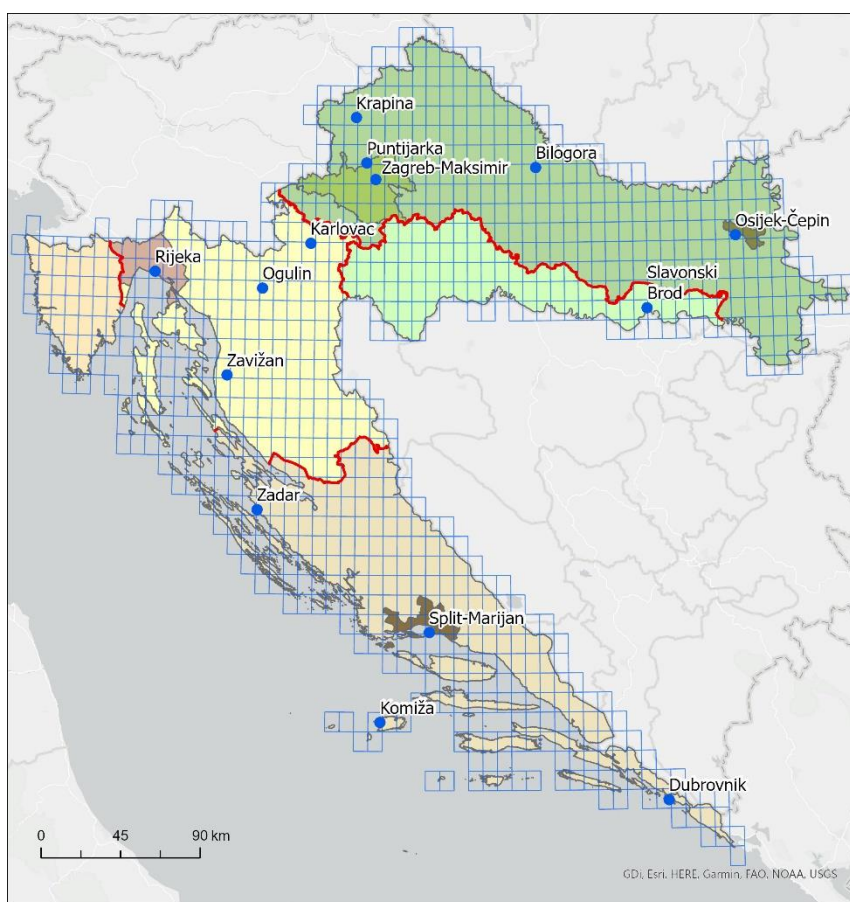 Krapina
Puntijarka
Zagreb-Maksimir
Bilogora
Osijek-Čepin
Karlovac
Rijeka
Ogulin
Slavonski
Brod
Zavižan
Zadar
Split-Marijan
Komiža
Dubrovnik
0 45 90 km
GDi, Esri, HERE, Garmin, FAO, NOAA, USGS